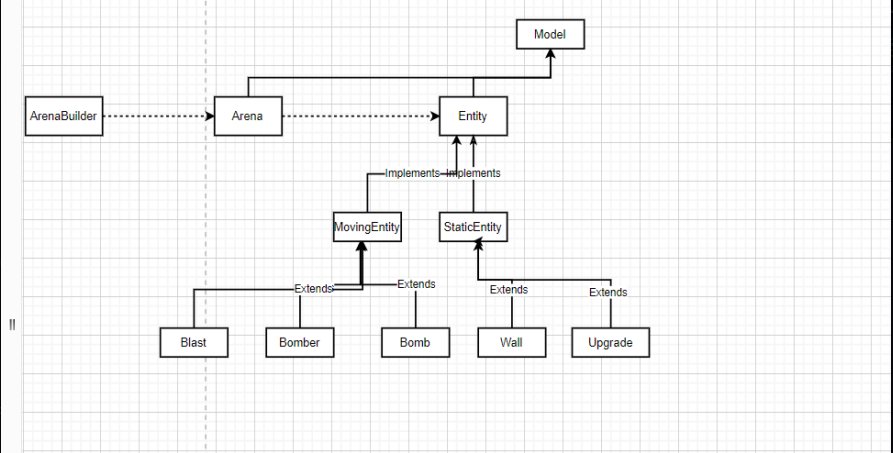 Model
ArenaBuilder
Arena
Entity
Implements
Implements
MovingEntity
StaticEntity
Extends
Extends
Extends
Extends
Blast
Bomber
Bomb
Wall
Upgrade